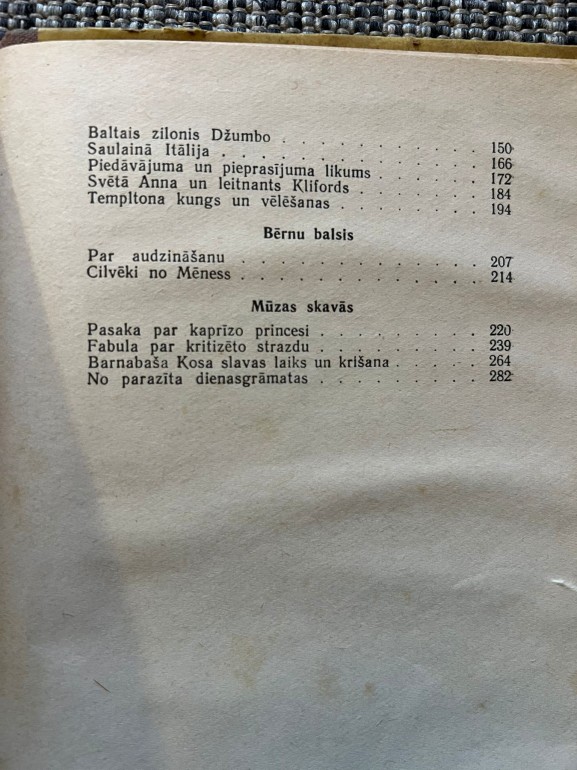 Baltais zilonis Džumbo . . . . . . . . . . 150
Saulainā Itālija . . . . . . . . . . . . . 166
Piedāvājuma un pieprasījuma likums . . . . . 172
Svētā Anna un leitnants Klifords . . . . . . 184
Templtona kungs un vēlēšanas . . . . . . . 194
Bērnu balsis
Par audzināšanu . . . . . . . . . . . . 207
Cilvēki no Mēness . . . . . . . . . . . . 214
Mūzas skavās
Pasaka par kaprīzo princesi . . . . . . . . 220
Fabula par kritizēto strazdu . . . . . . . . 239
Barnabaša Kosa slavas laiks un krišana . . . . 264
No parazīta dienasgrāmatas . . . . . . . . 282